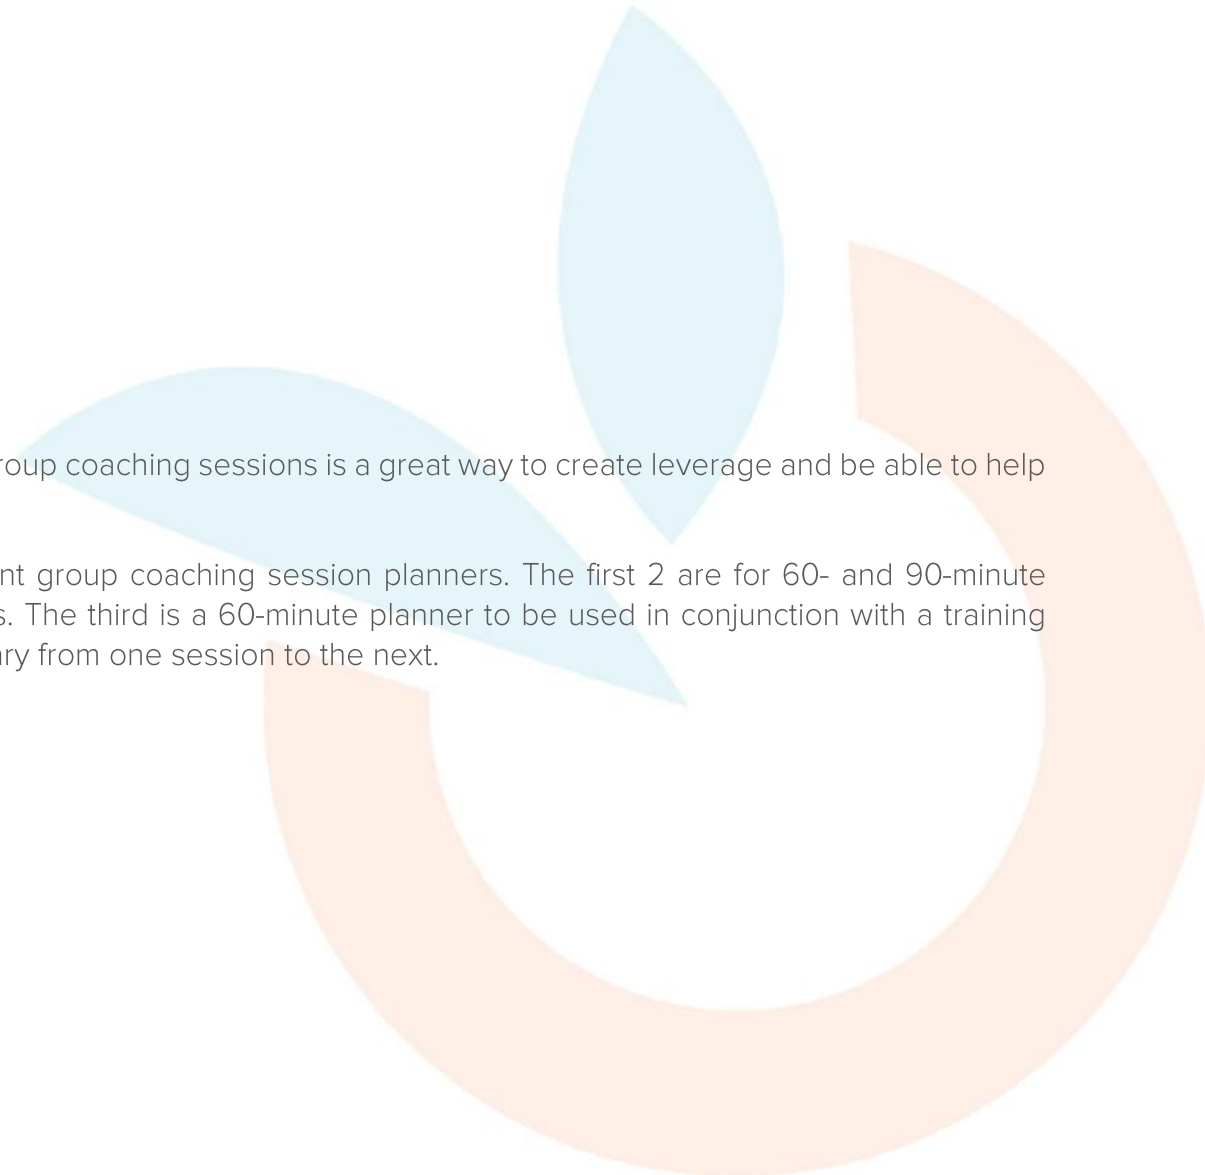 roup coaching sessions is a great way to create leverage and be able to help
nt group coaching session planners. The first 2 are for 60- and 90-minute
s. The third is a 60-minute planner to be used in conjunction with a training
ary from one session to the next.